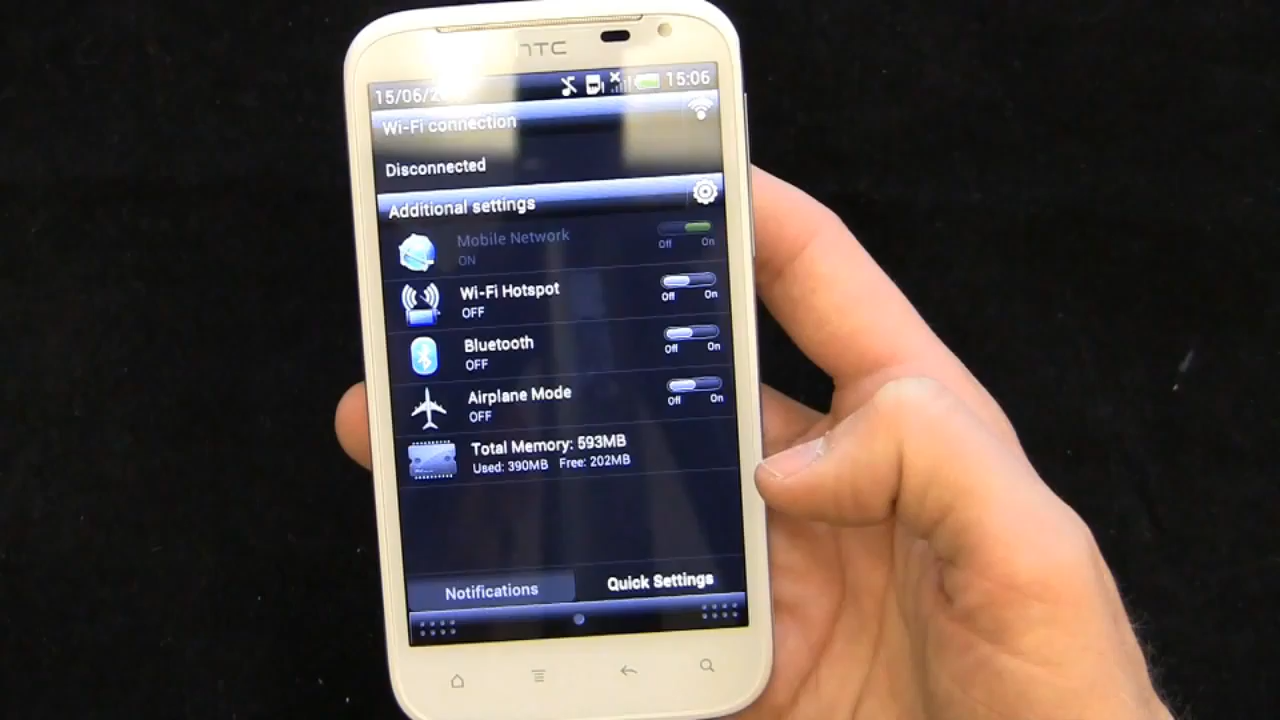 hTC
15/06/2
15:06
Wi-Fi connection
Disconnected
Additional settings
Mobile Network
ON
Off On
Wi-Fi Hotspot
OFF
Off On
Bluetooth
OFF
Off On
Airplane Mode
OFF
Off On
Total Memory: 593MB
Used: 390MB Free: 202MB
Notifications
Quick Settings